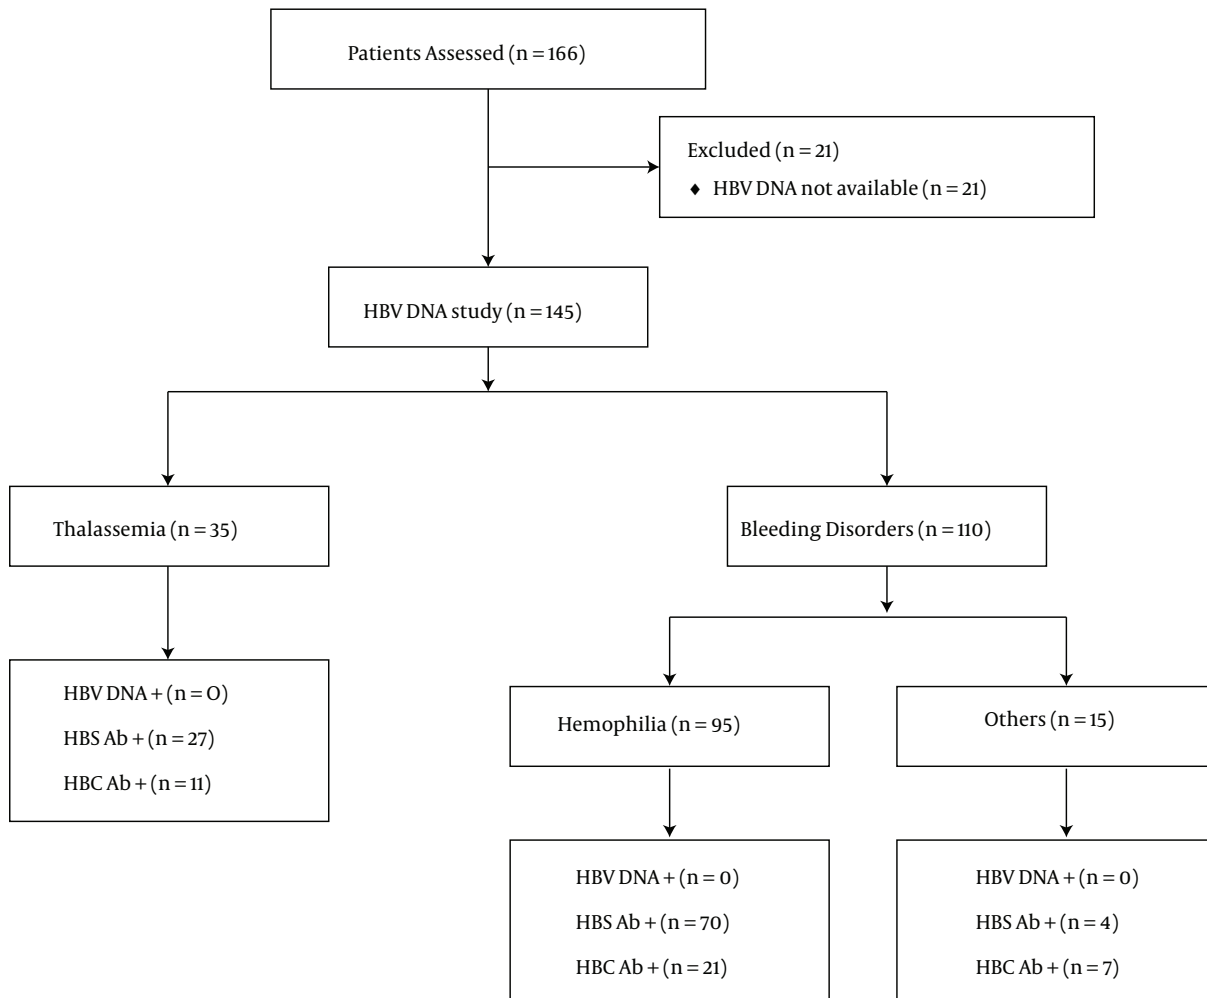 Patients Assessed (n = 166)
Excluded (n = 21)
♦ HBV DNA not available (n = 21)
HBV DNA study (n = 145)
Thalassemia (n = 35)
Bleeding Disorders (n = 110)
HBV DNA + (n = O)
HBS Ab + (n = 27)
HBC Ab + (n = 11)
Hemophilia (n = 95)
Others (n = 15)
HBV DNA + (n = 0)
HBS Ab + (n = 70)
HBC Ab + (n = 21)
HBV DNA + (n = 0)
HBS Ab + (n = 4)
HBC Ab + (n = 7)